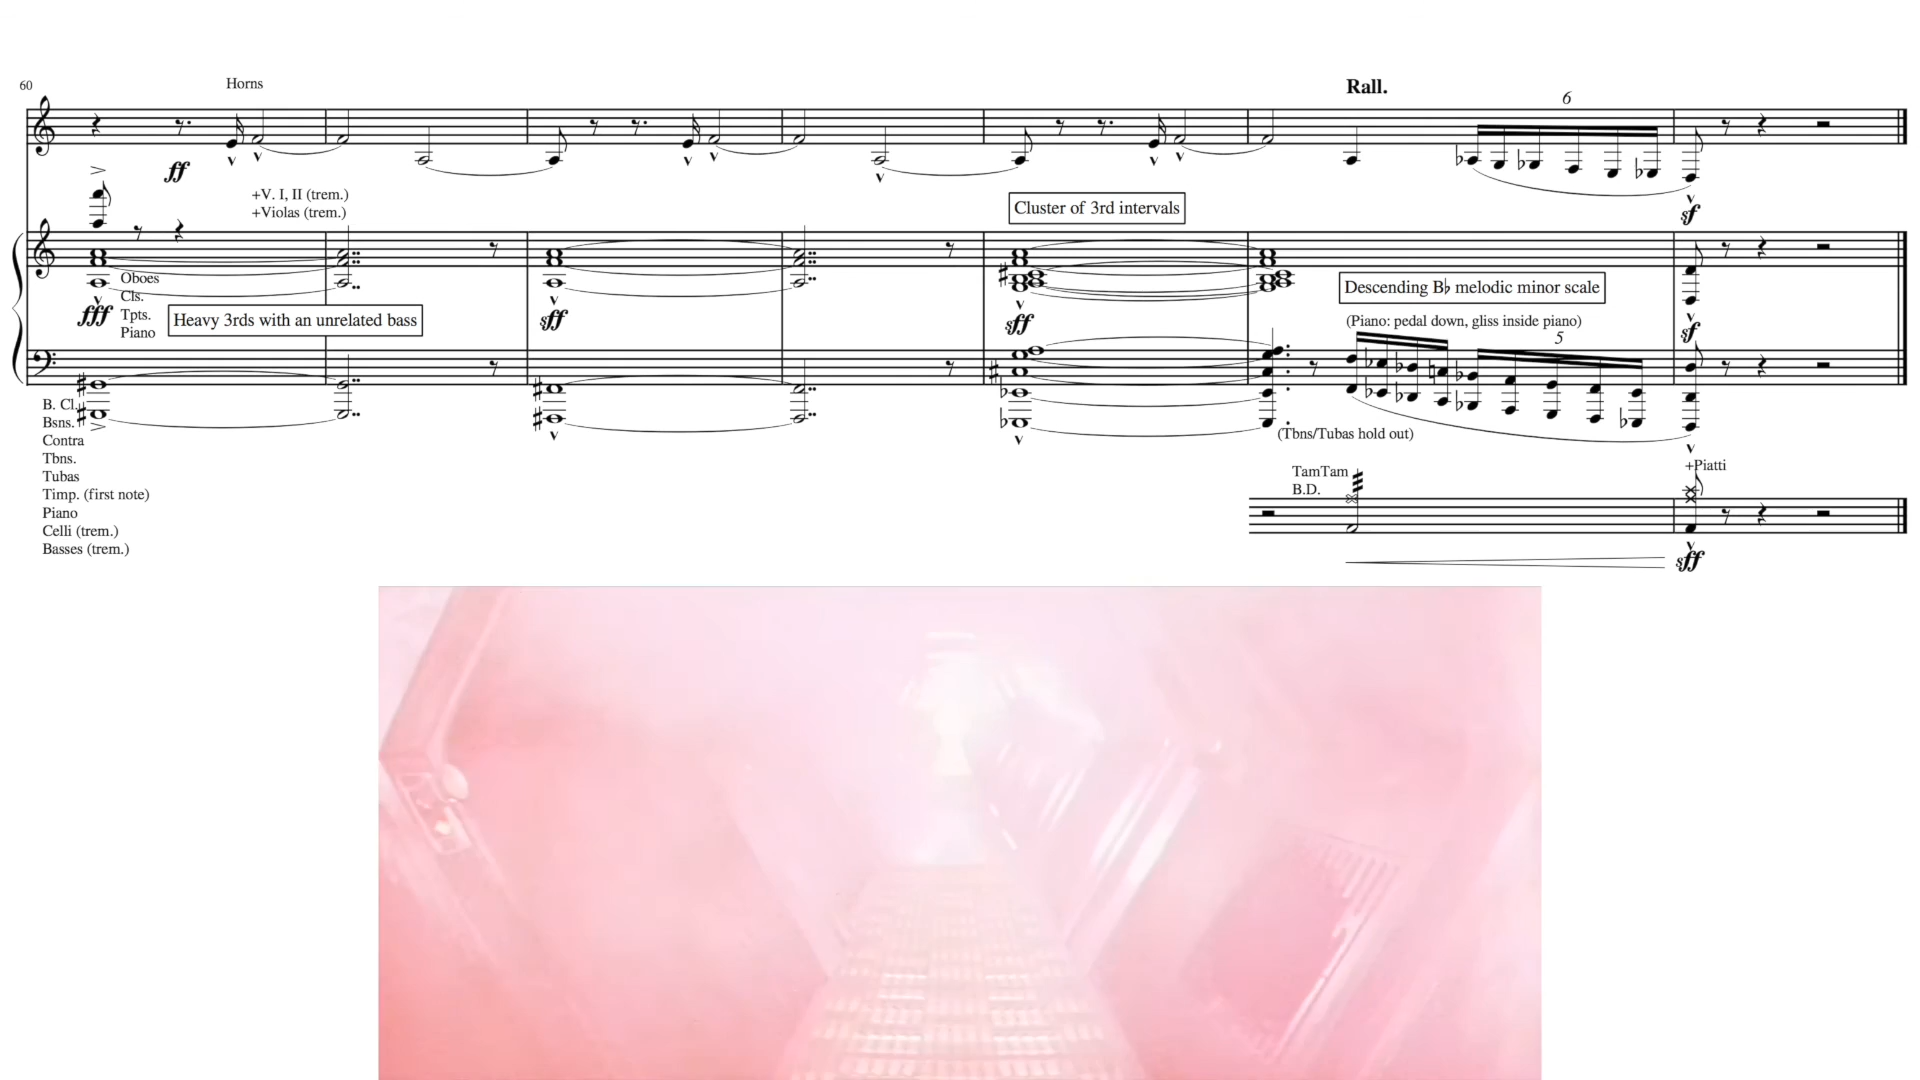 60
Horns
Rall.
6
ff
+V. I, II (trem.)
+Violas (trem.)
Cluster of 3rd intervals
sf
Oboes
Cls.
Tpts.
Piano
fff
Heavy 3rds with an unrelated bass
sff
sff
Descending B♭ melodic minor scale
(Piano: pedal down, gliss inside piano)
sf
5
B. Cl.
Bsns.
Contra
Tbns.
Tubas
Timp. (first note)
Piano
Celli (trem.)
Basses (trem.)
(Tbns/Tubas hold out)
TamTam
B.D.
+Piatti
sff